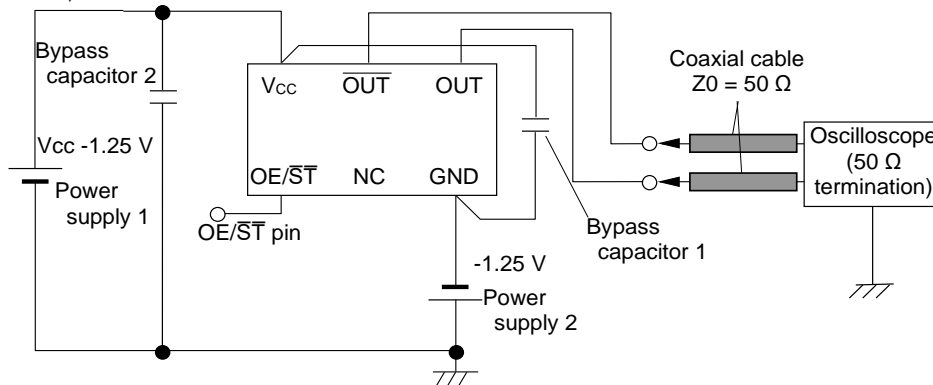 Bypass
capacitor 2
Vcc -1.25 V
Power
supply 1
VCC
OUT
OUT
OE/ST
NC
GND
OE/ST pin
-1.25 V
Power
supply 2
Bypass
capacitor 1
Coaxial cable
Z0 = 50 Ω
Oscilloscope
(50 Ω
termination)